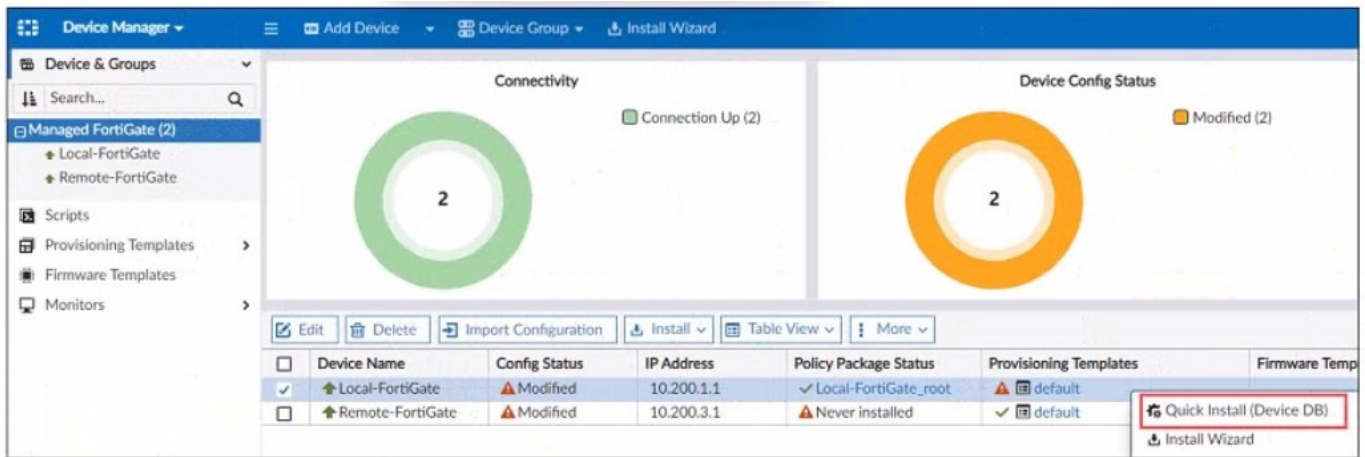 Device Manager
Add Device
Device Group
Install Wizard
Device & Groups
Search...
Managed FortiGate (2)
Local-FortiGate
Remote-FortiGate
Scripts
Provisioning Templates
Firmware Templates
Monitors
Connectivity
Connection Up (2)
2
Device Config Status
Modified (2)
2
Edit Delete Import Configuration Install Table View More
Device Name Config Status IP Address Policy Package Status Provisioning Templates Firmware Temp
Local-FortiGate Modified 10.200.1.1 Local-FortiGate_root default
Remote-FortiGate Modified 10.200.3.1 Never installed default
Quick Install (Device DB)
Install Wizard